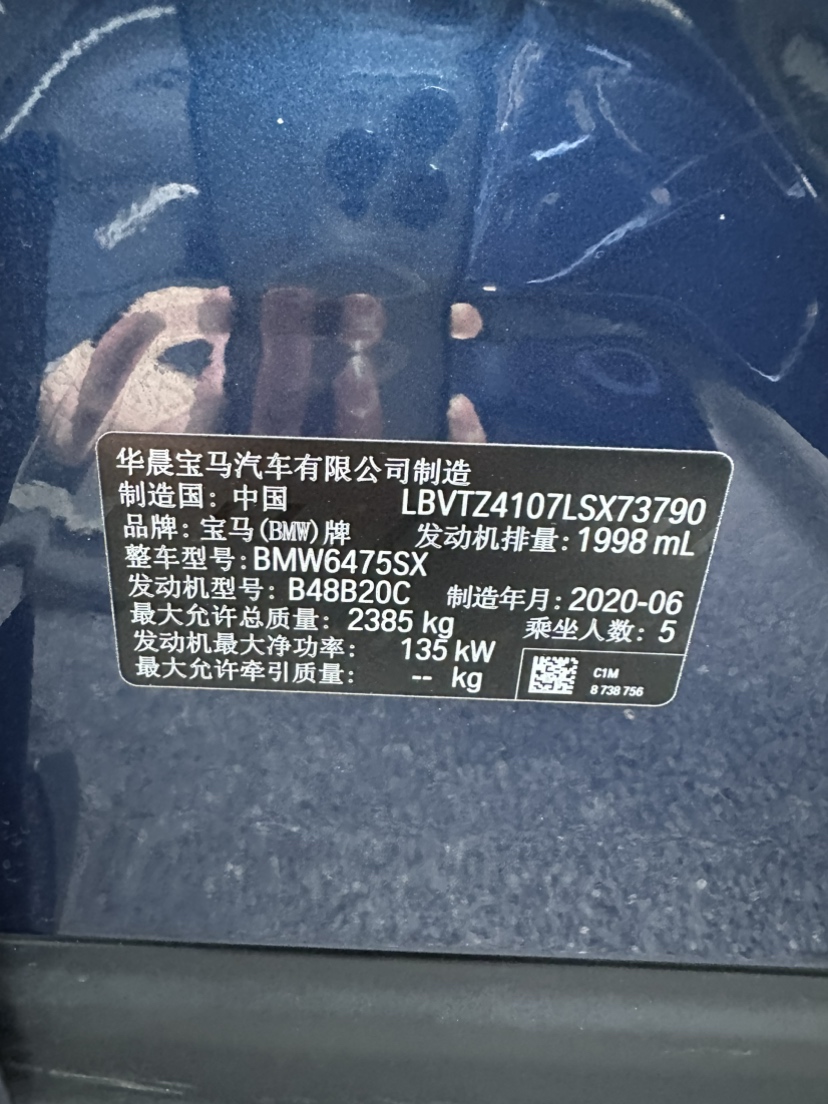 华晨宝马汽车有限公司制造
制造国：中国 LBVTZ4107LSX73790
品牌：宝马(BMW)牌 发动机排量：1998 mL
整车型号：BMW6475SX
发动机型号：B48B20C 制造年月：2020-06
最大允许总质量：2385 kg 乘坐人数：5
发动机最大净功率：135 kW
最大允许牵引质量：-- kg
C1M
8 738 756